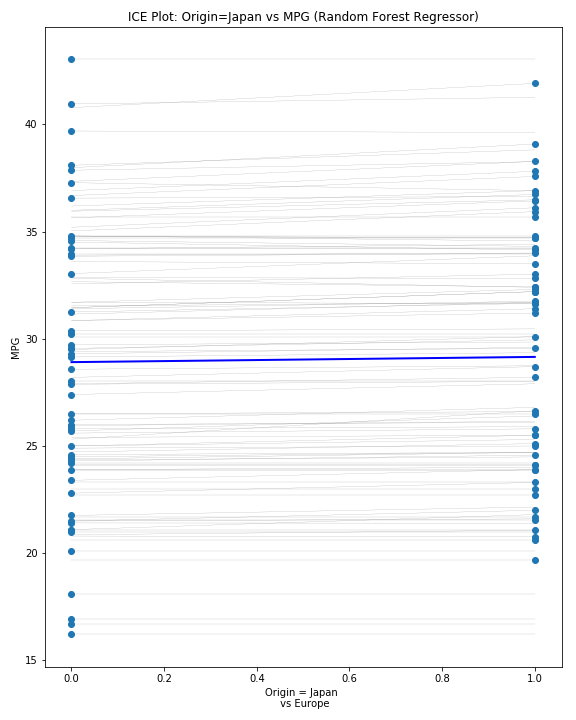 ICE Plot: Origin=Japan vs MPG (Random Forest Regressor)
MPG
40
35
30
25
20
15
0.0 0.2 0.4 0.6 0.8 1.0
Origin = Japan
vs Europe